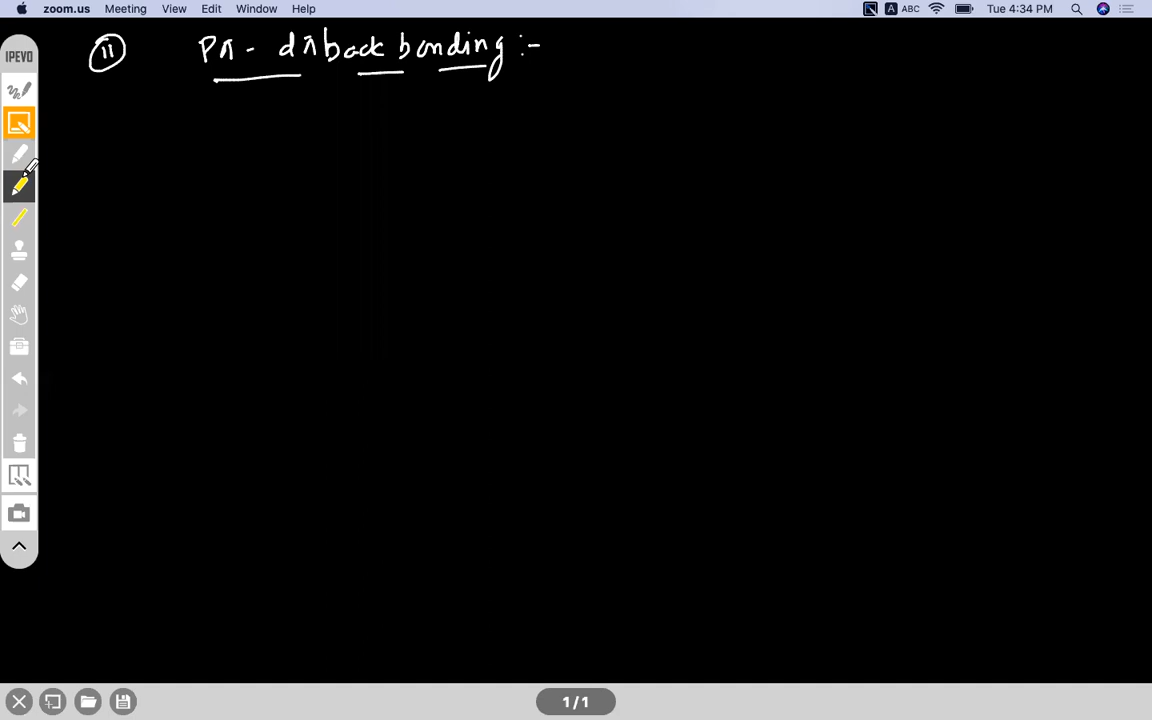 zoom.us Meeting View Edit Window Help A ABC Tue 4:34 PM
IPEVO
11 Pπ - dπ back bonding :-
1/1